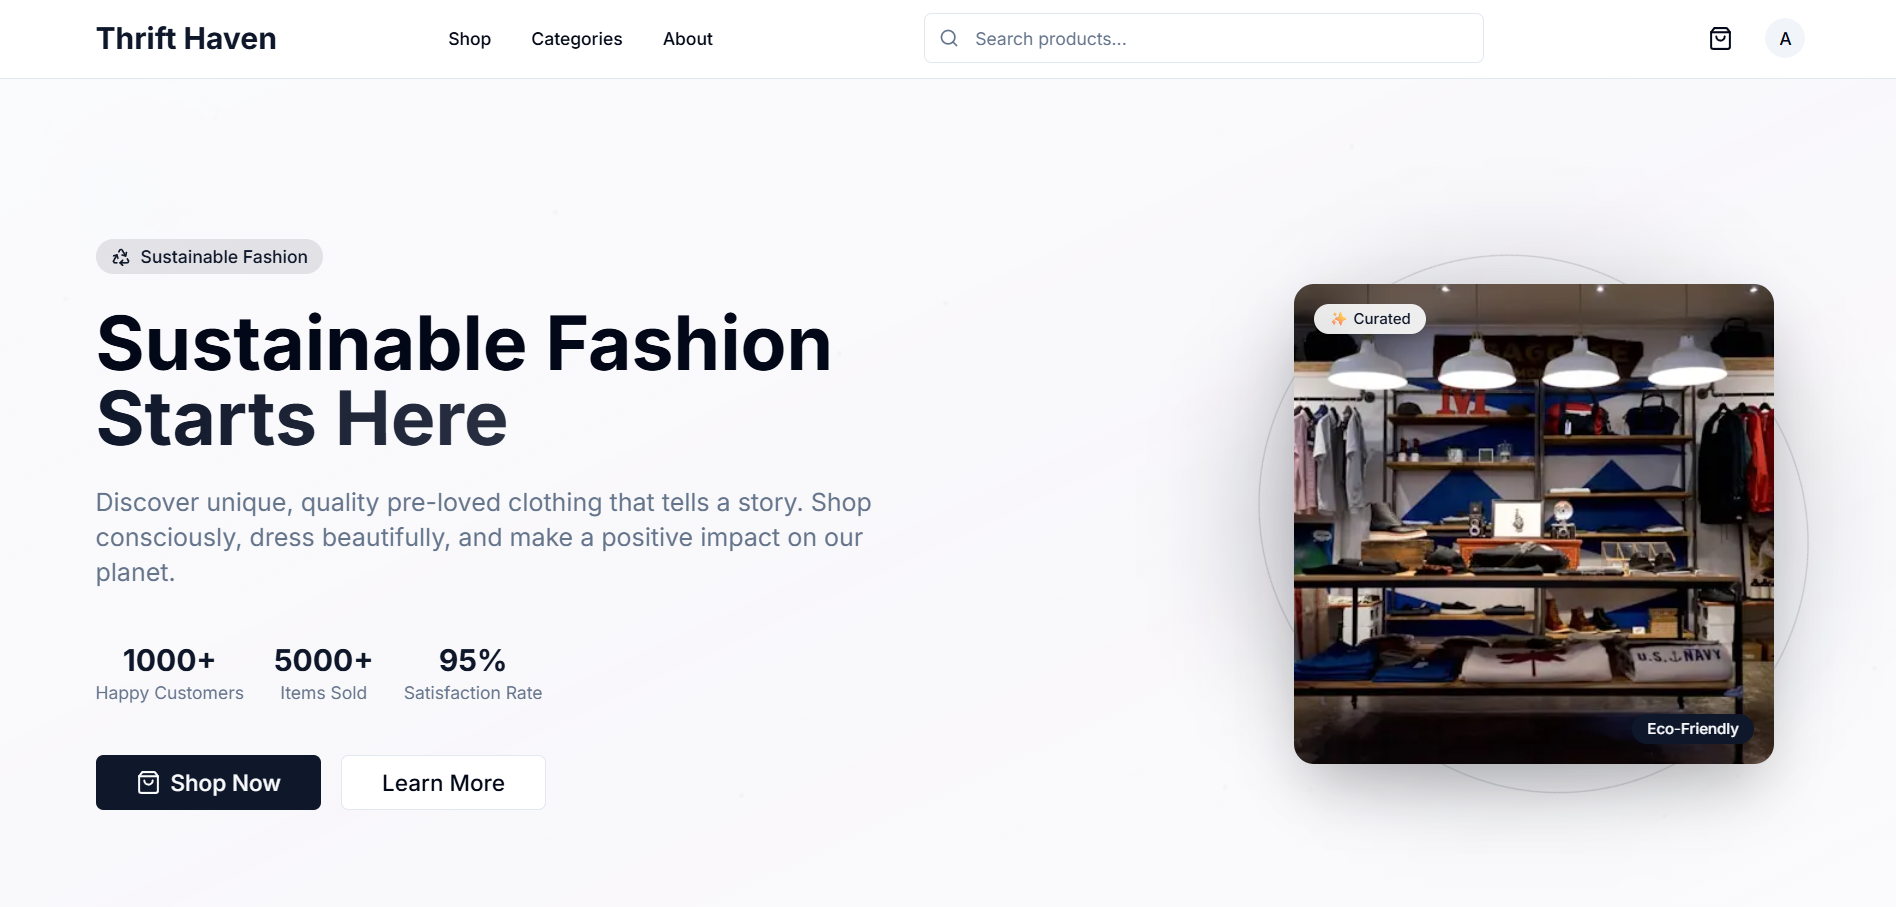 Thrift Haven
Shop
Categories
About
Search products...
A
Sustainable Fashion
Sustainable Fashion
Starts Here
Discover unique, quality pre-loved clothing that tells a story. Shop
consciously, dress beautifully, and make a positive impact on our
planet.
1000+
Happy Customers
5000+
Items Sold
95%
Satisfaction Rate
Shop Now
Learn More
✨ Curated
M
U.S. NAVY
Eco-Friendly